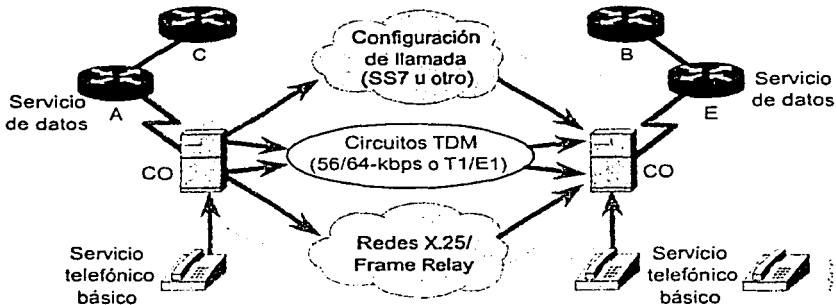 C
Configuración
de llamada
(SS7 u otro)
B
Servicio
de datos
A
E
Servicio
de datos
CO
Circuitos TDM
(56/64-kbps o T1/E1)
CO
Redes X.25/
Frame Relay
Servicio
telefónico
básico
Servicio
telefónico
básico